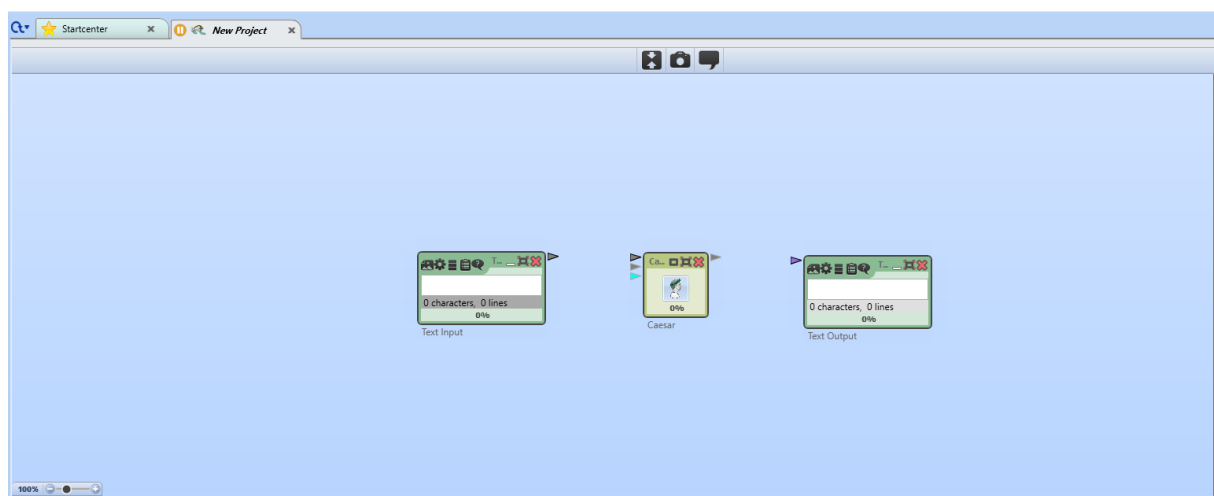 Ct Startcenter x New Project x
T... Ca... T...
0 characters, 0 lines
0%
Text Input
0%
Caesar
0 characters, 0 lines
0%
Text Output
100%